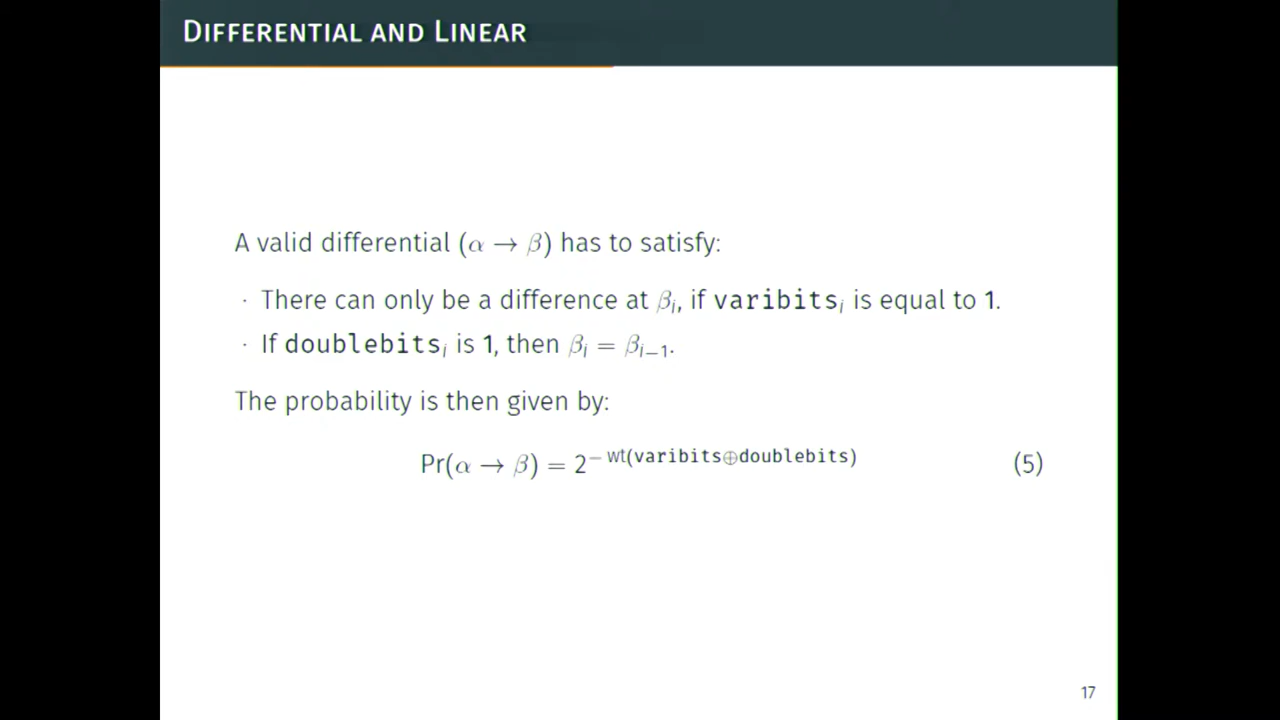 DIFFERENTIAL AND LINEAR
A valid differential (α → β) has to satisfy:
· There can only be a difference at βᵢ, if varibitsᵢ is equal to 1.
· If doublebitsᵢ is 1, then βᵢ = βᵢ₋₁.
The probability is then given by:
Pr(α → β) = 2^{− wt(varibits⊕doublebits)} (5)
17